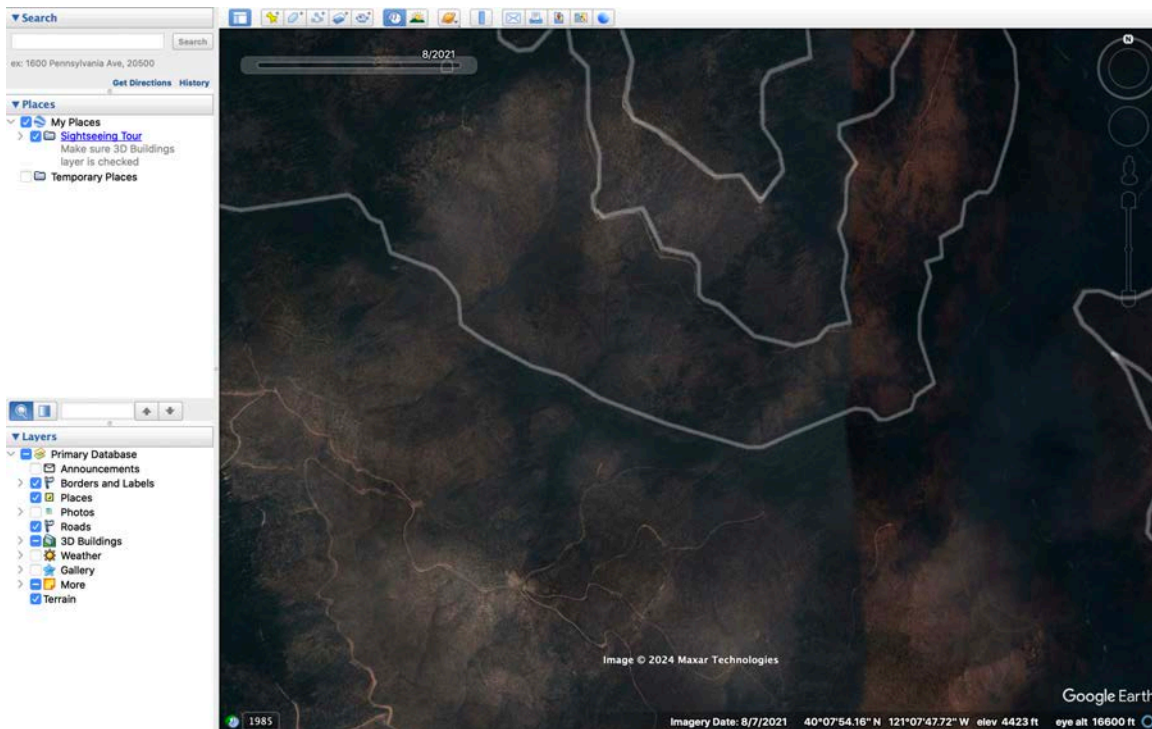 Search
Search
ex: 1600 Pennsylvania Ave, 20500
Get Directions History
Places
My Places
Sightseeing Tour
Make sure 3D Buildings
layer is checked
Temporary Places
Layers
Primary Database
Announcements
Borders and Labels
Places
Photos
Roads
3D Buildings
Weather
Gallery
More
Terrain
8/2021
N
Image © 2024 Maxar Technologies
Google Earth
1985
Imagery Date: 8/7/2021 40°07'54.16" N 121°07'47.72" W elev 4423 ft eye alt 16600 ft